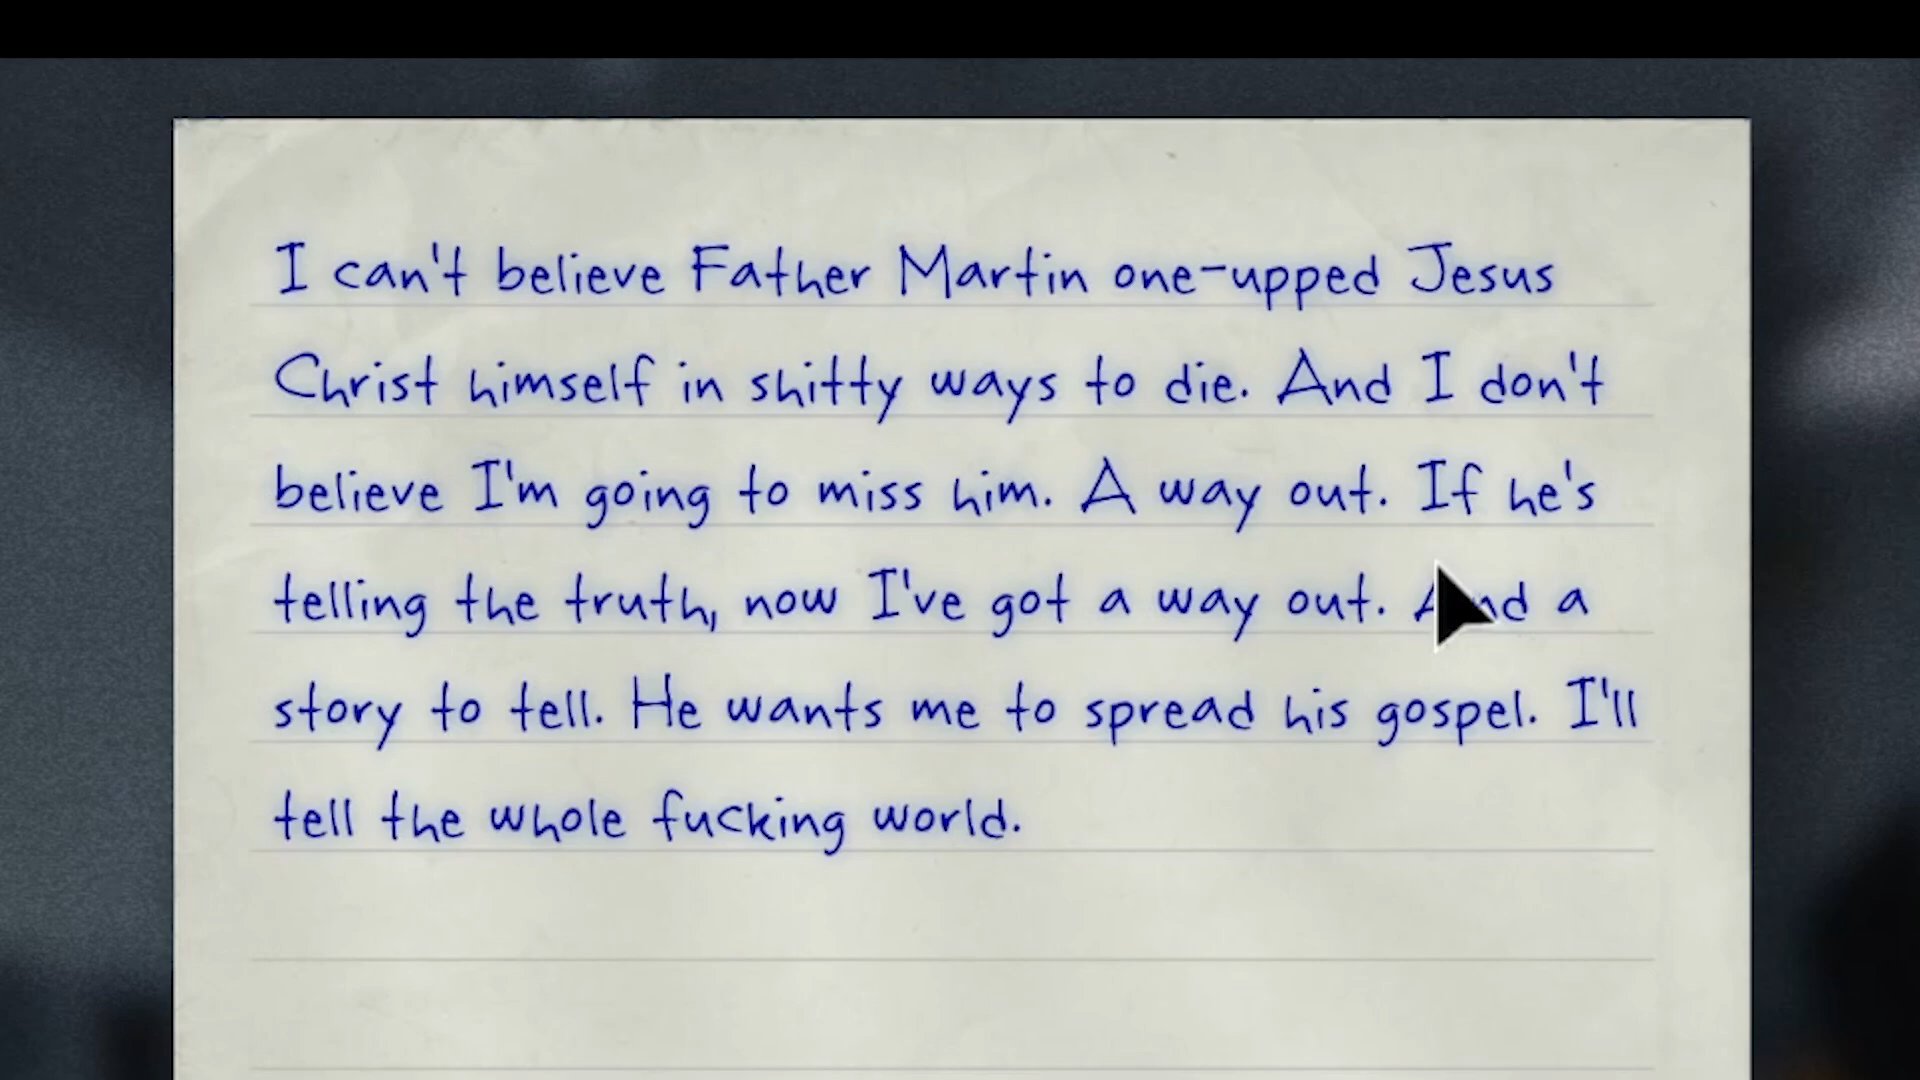 I can't believe Father Martin one-upped Jesus
Christ himself in shitty ways to die. And I don't
believe I'm going to miss him. A way out. If he's
telling the truth, now I've got a way out. And a
story to tell. He wants me to spread his gospel. I'll
tell the whole fucking world.